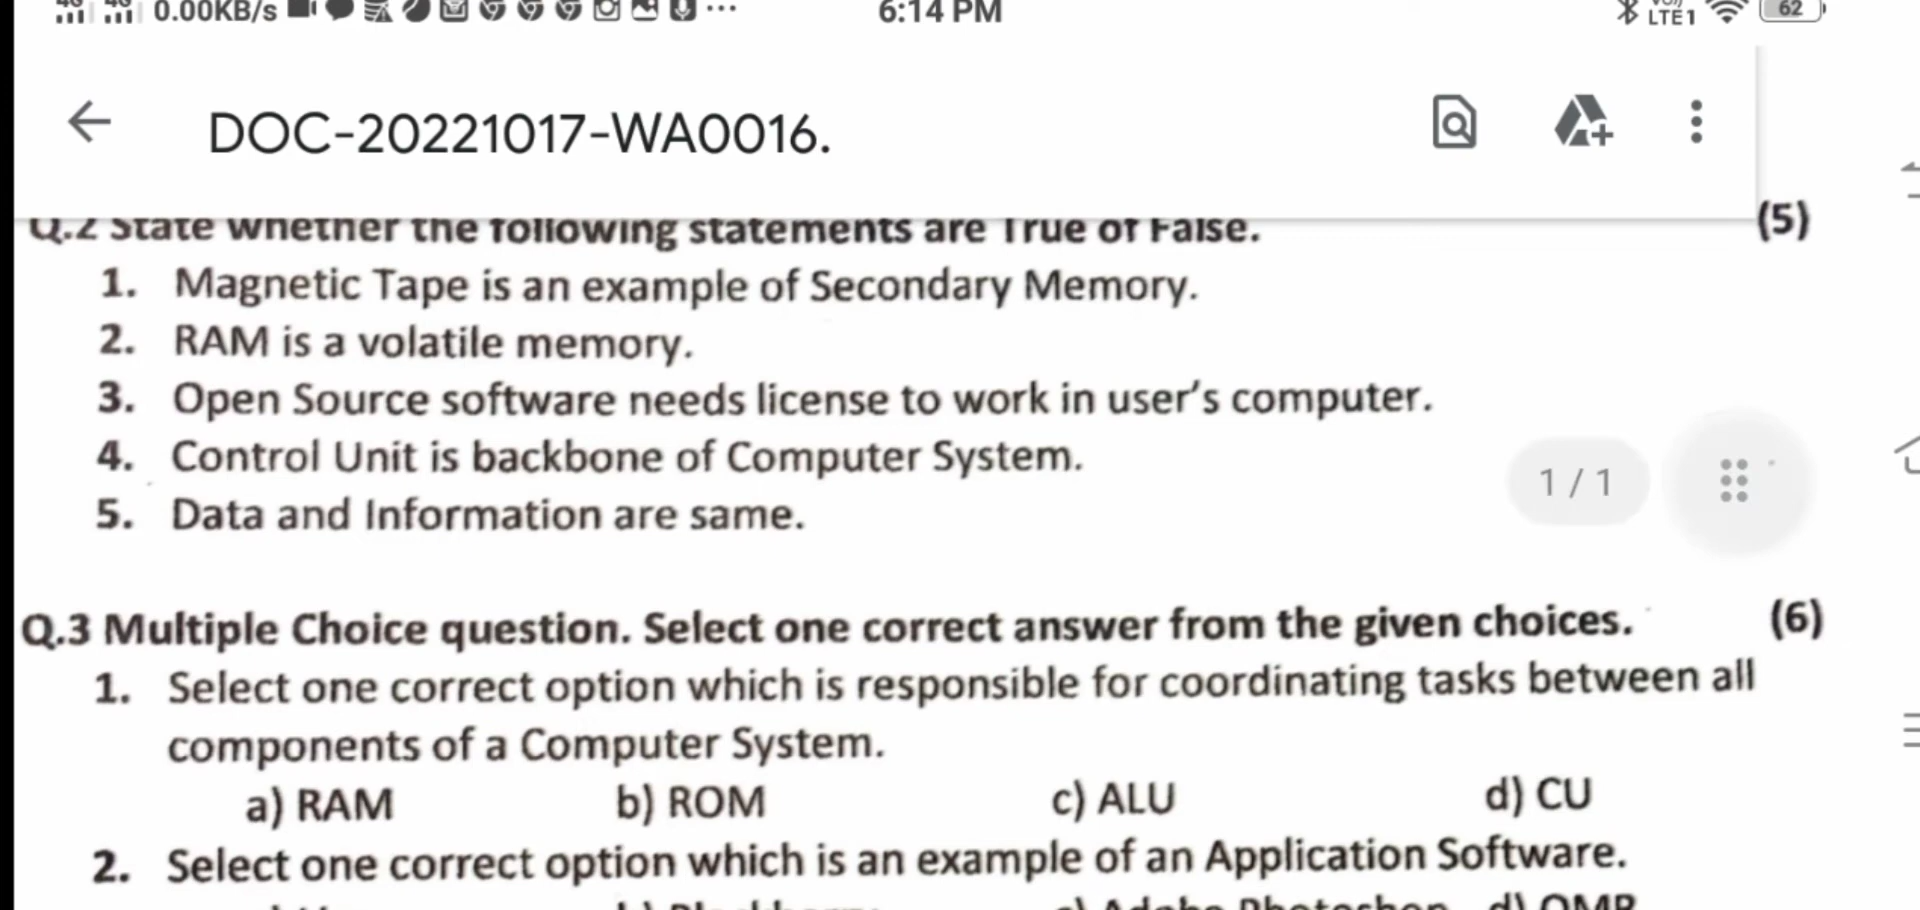 0.00KB/s ... 6:14 PM LTE1 62
DOC-20221017-WA0016.
Q.2 State whether the following statements are True of False. (5)
1. Magnetic Tape is an example of Secondary Memory.
2. RAM is a volatile memory.
3. Open Source software needs license to work in user's computer.
4. Control Unit is backbone of Computer System.
1 / 1
5. Data and Information are same.
Q.3 Multiple Choice question. Select one correct answer from the given choices. (6)
1. Select one correct option which is responsible for coordinating tasks between all
components of a Computer System.
a) RAM b) ROM c) ALU d) CU
2. Select one correct option which is an example of an Application Software.
c) Adobe Photoshop d) OMR